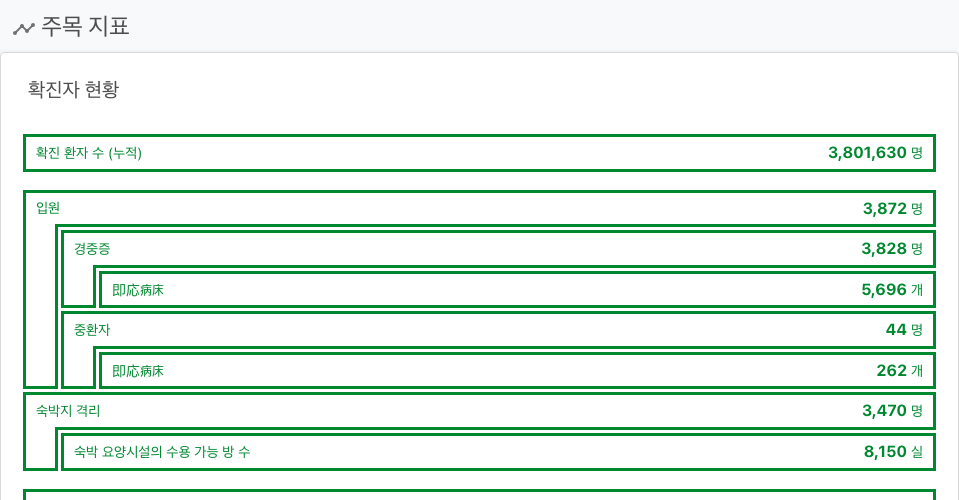 주목 지표
확진자 현황
확진 환자 수 (누적) 3,801,630 명
입원 3,872 명
경중증 3,828 명
即応病床 5,696 개
중환자 44 명
即応病床 262 개
숙박지 격리 3,470 명
숙박 요양시설의 수용 가능 방 수 8,150 실